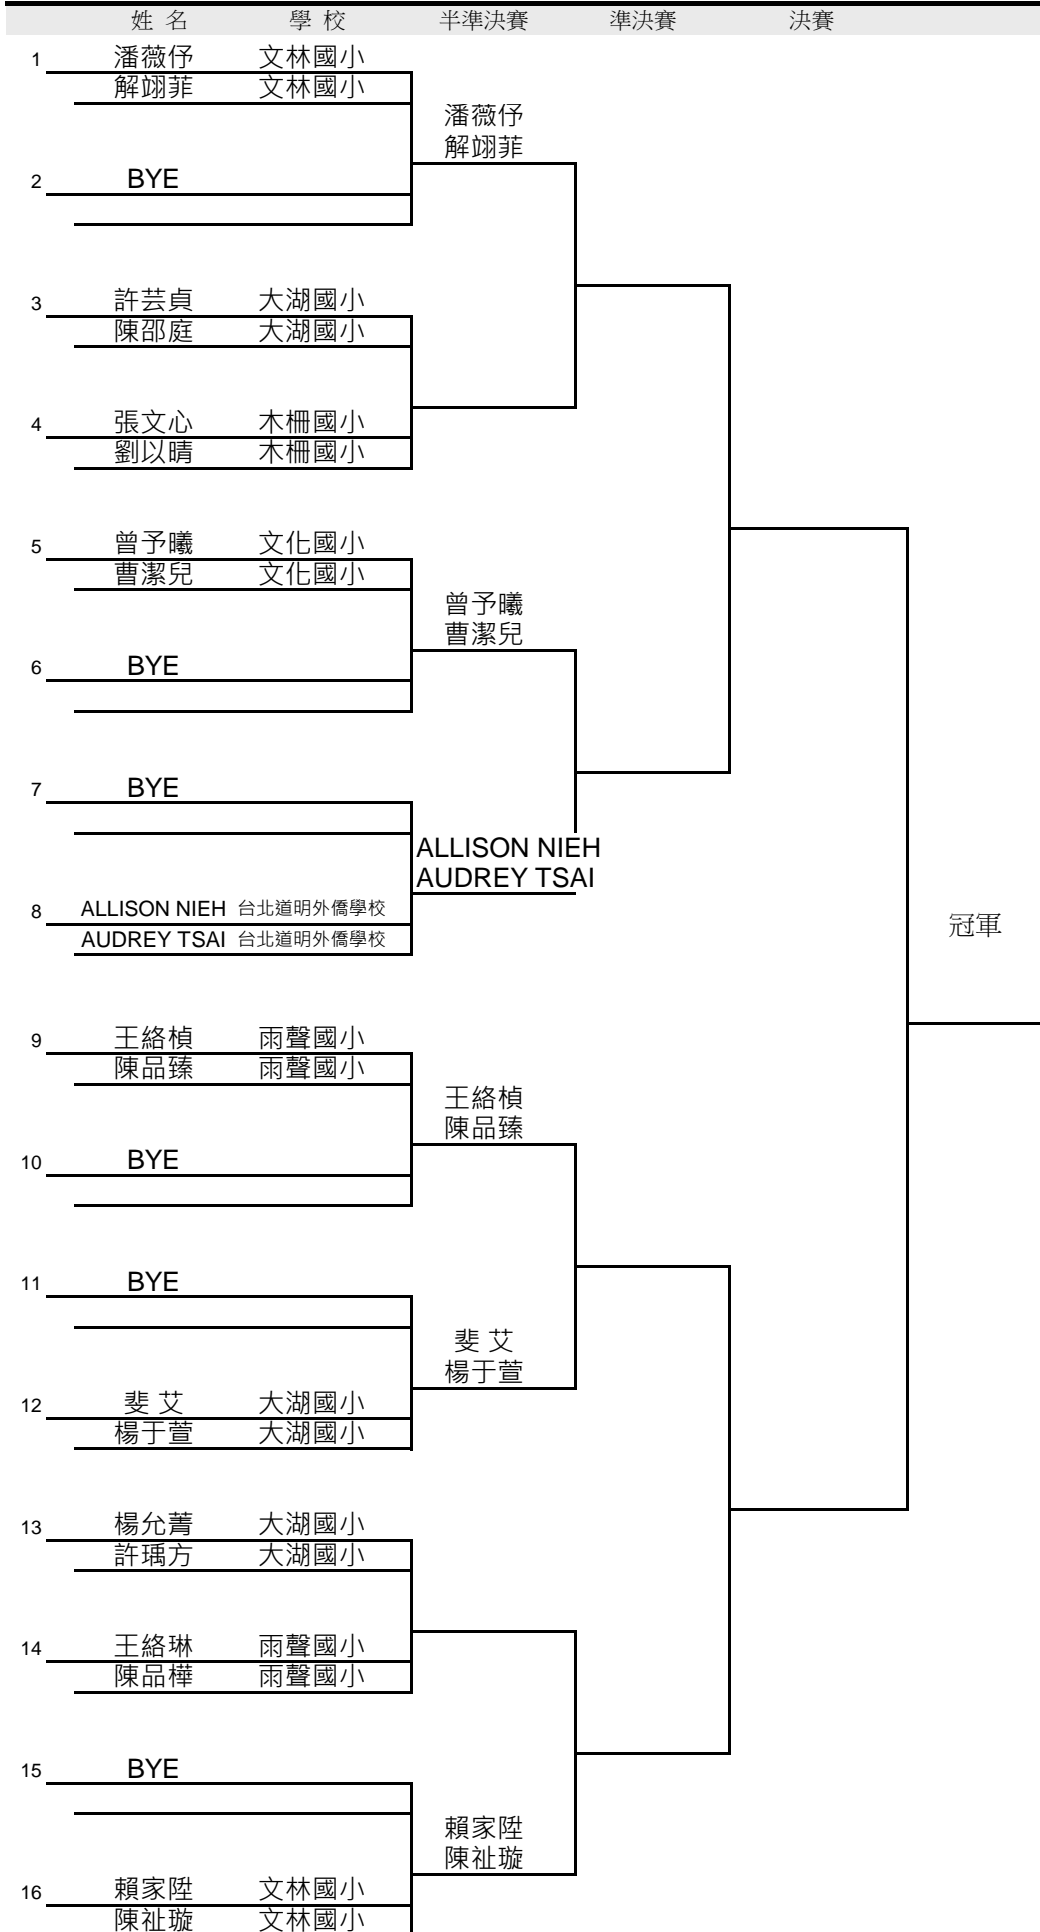 姓 名 學 校 半準決賽 準決賽 決賽
1 潘薇伃 文林國小
解翊菲 文林國小
潘薇伃
解翊菲
2 BYE
3 許芸貞 大湖國小
陳邵庭 大湖國小
4 張文心 木柵國小
劉以晴 木柵國小
5 曾予曦 文化國小
曹潔兒 文化國小
曾予曦
曹潔兒
6 BYE
7 BYE
ALLISON NIEH
AUDREY TSAI
8 ALLISON NIEH 台北道明外僑學校
AUDREY TSAI 台北道明外僑學校
冠軍
9 王絡楨 雨聲國小
陳品臻 雨聲國小
王絡楨
陳品臻
10 BYE
11 BYE
斐 艾
楊于萱
12 斐 艾 大湖國小
楊于萱 大湖國小
13 楊允菁 大湖國小
許瑀方 大湖國小
14 王絡琳 雨聲國小
陳品樺 雨聲國小
15 BYE
賴家陞
陳祉璇
16 賴家陞 文林國小
陳祉璇 文林國小